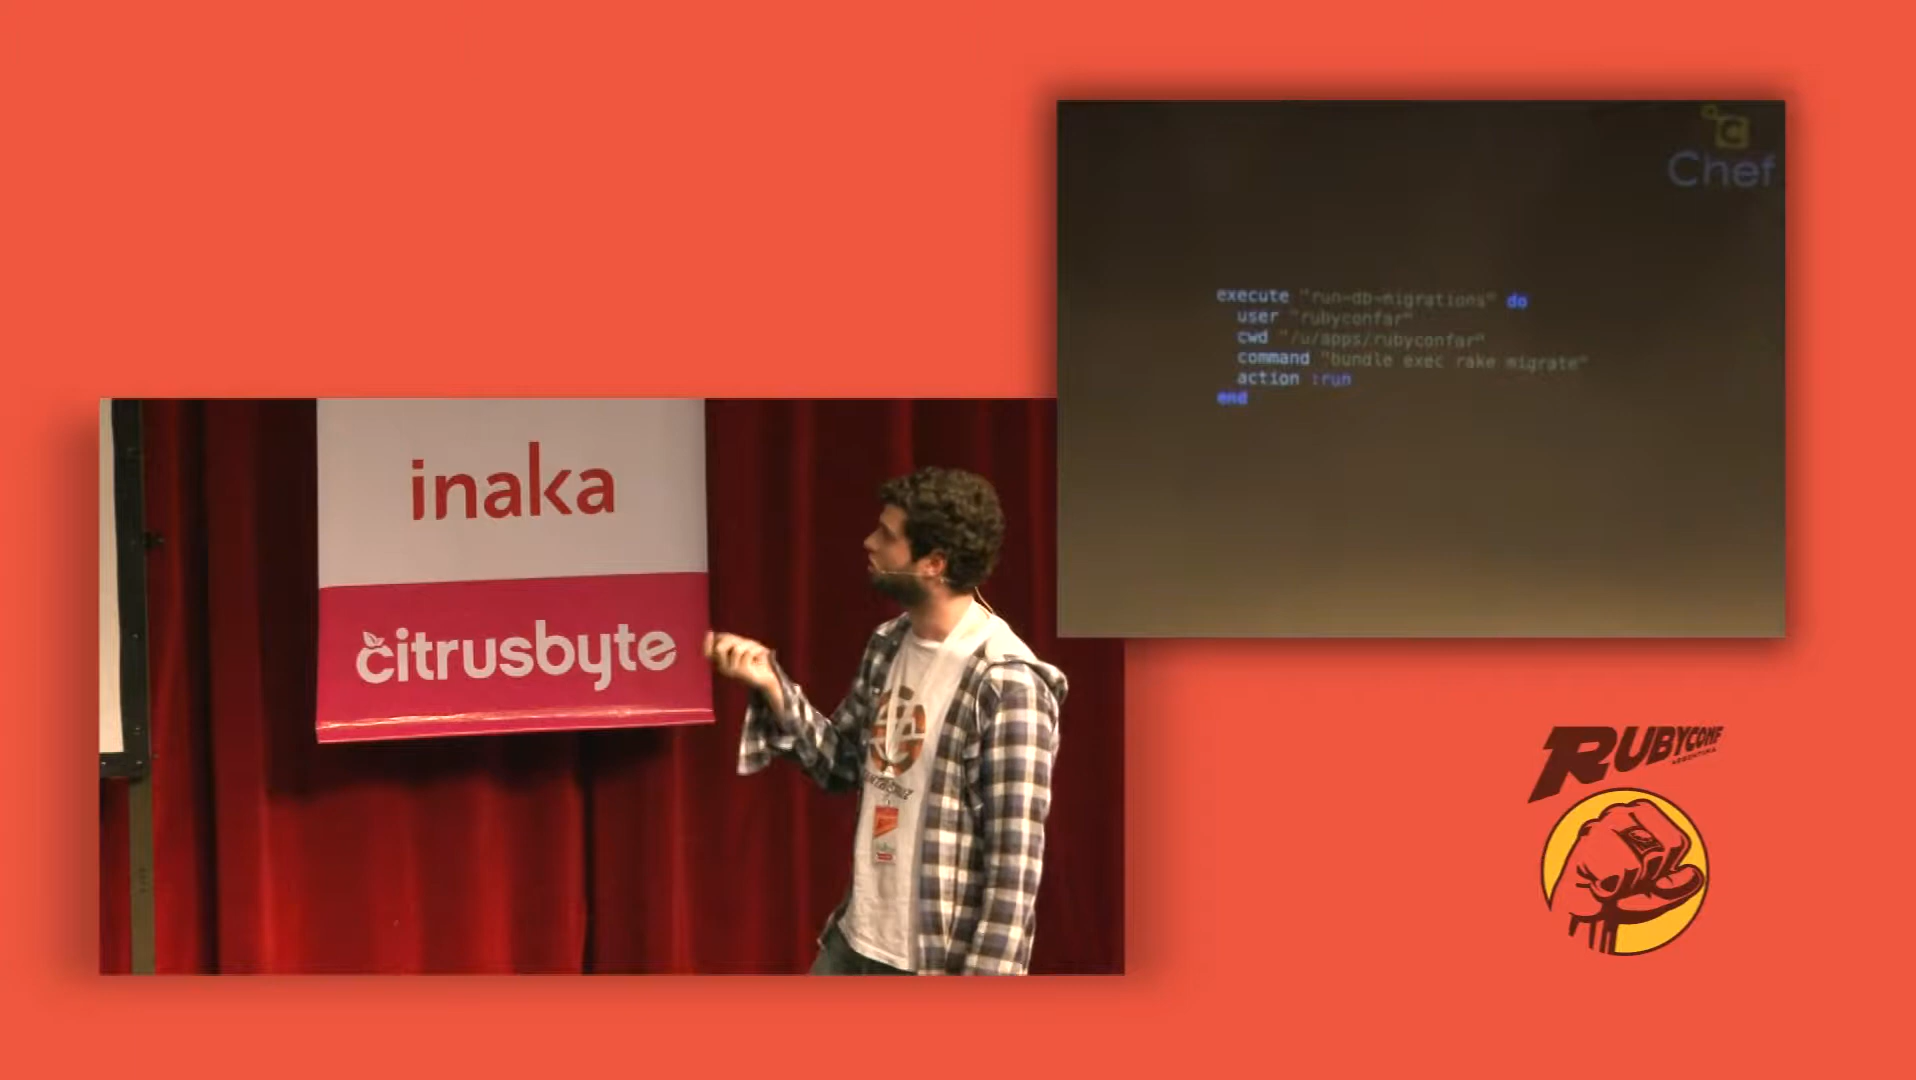 Chef
execute "run-db-migrations" do
user "rubyconfar"
cwd "/u/apps/rubyconfar"
command "bundle exec rake migrate"
action :run
end
inaka
citrusbyte
RUBYCONF
ARGENTINA